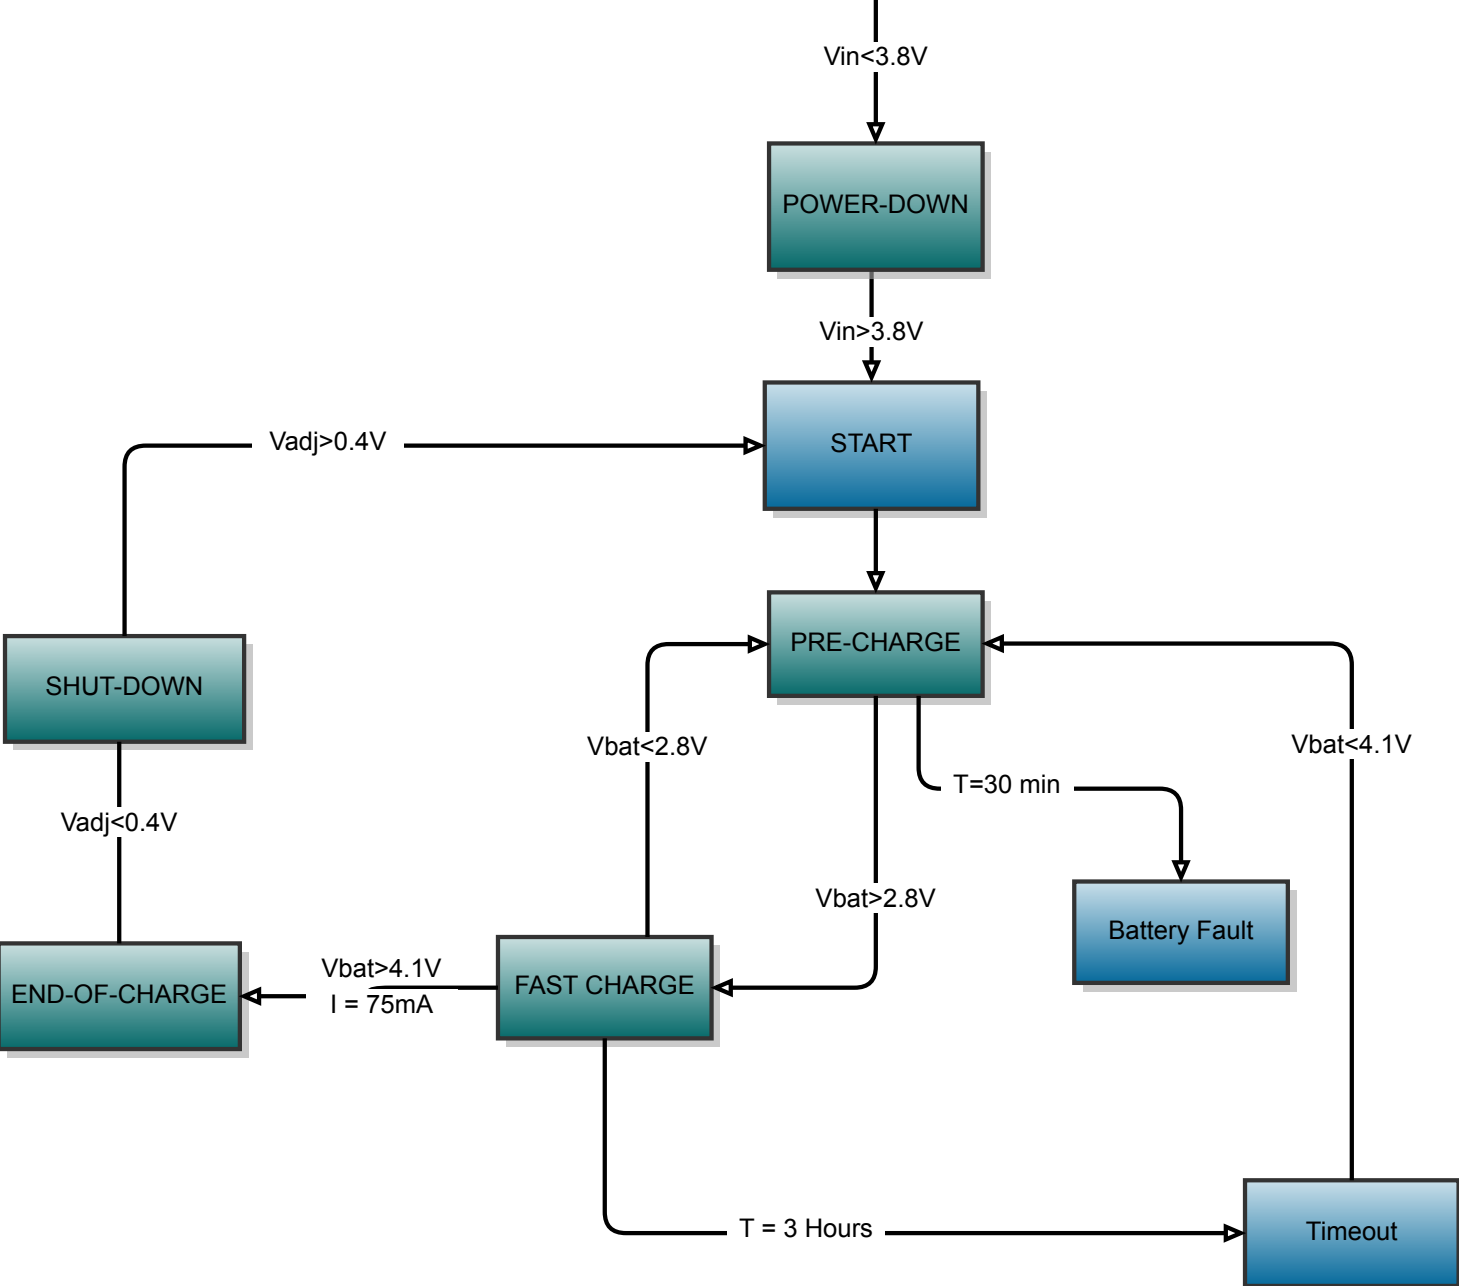 Vin<3.8V
POWER-DOWN
Vin>3.8V
START
Vadj>0.4V
PRE-CHARGE
SHUT-DOWN
Vbat<2.8V
Vbat<4.1V
T=30 min
Vadj<0.4V
Vbat>2.8V
Battery Fault
Vbat>4.1V
I = 75mA
FAST CHARGE
END-OF-CHARGE
T = 3 Hours
Timeout